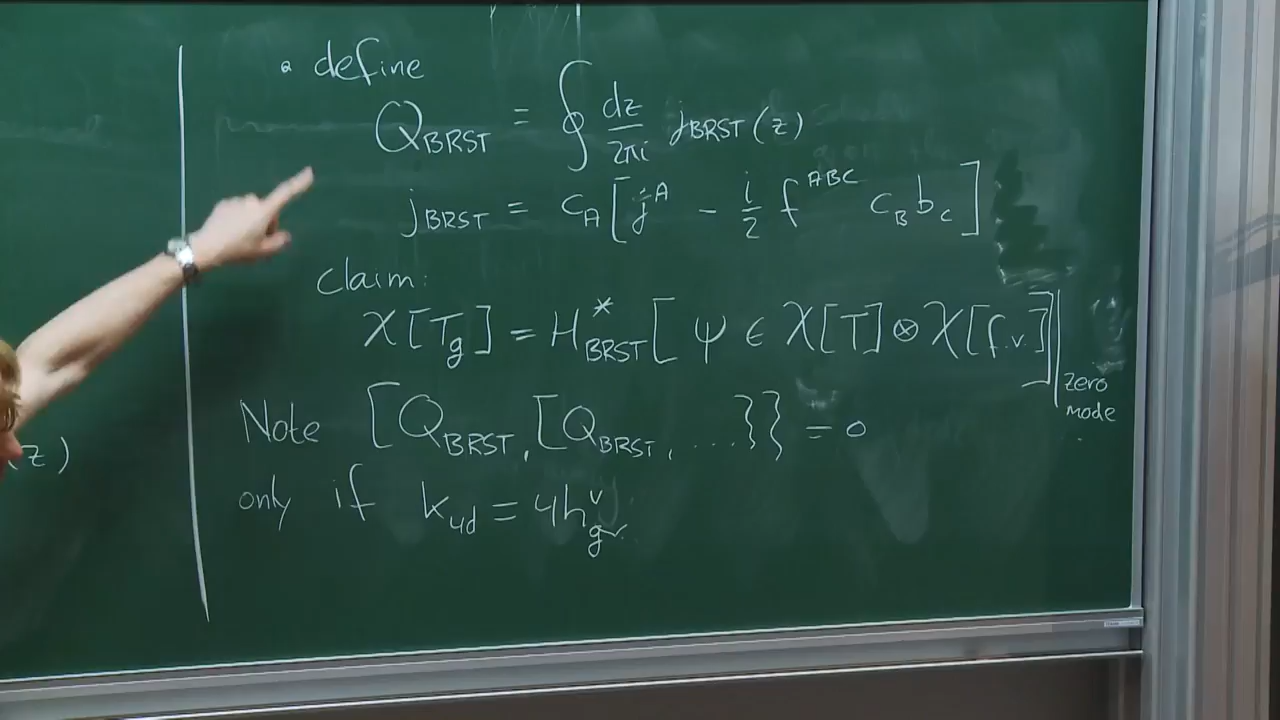 • define
Q_BRST = ∮ dz/2πi j_BRST(z)
j_BRST = c_A [ j^A - i/2 f^ABC c_B b_C ]
claim:
χ[T_g] = H*_BRST [ ψ ∈ χ[T] ⊗ χ[f.v.] ]|
zero
mode
Note [Q_BRST, [Q_BRST, ....}} = 0
(z)
only if k_4d = 4h^v_g